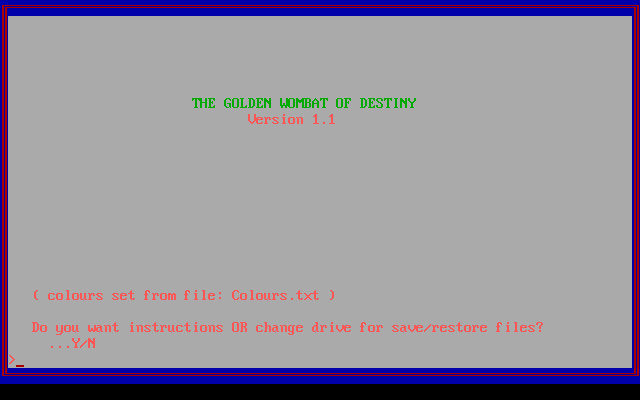 THE GOLDEN WOMBAT OF DESTINY
Version 1.1
( colours set from file: Colours.txt )
Do you want instructions OR change drive for save/restore files?
...Y/N
>_